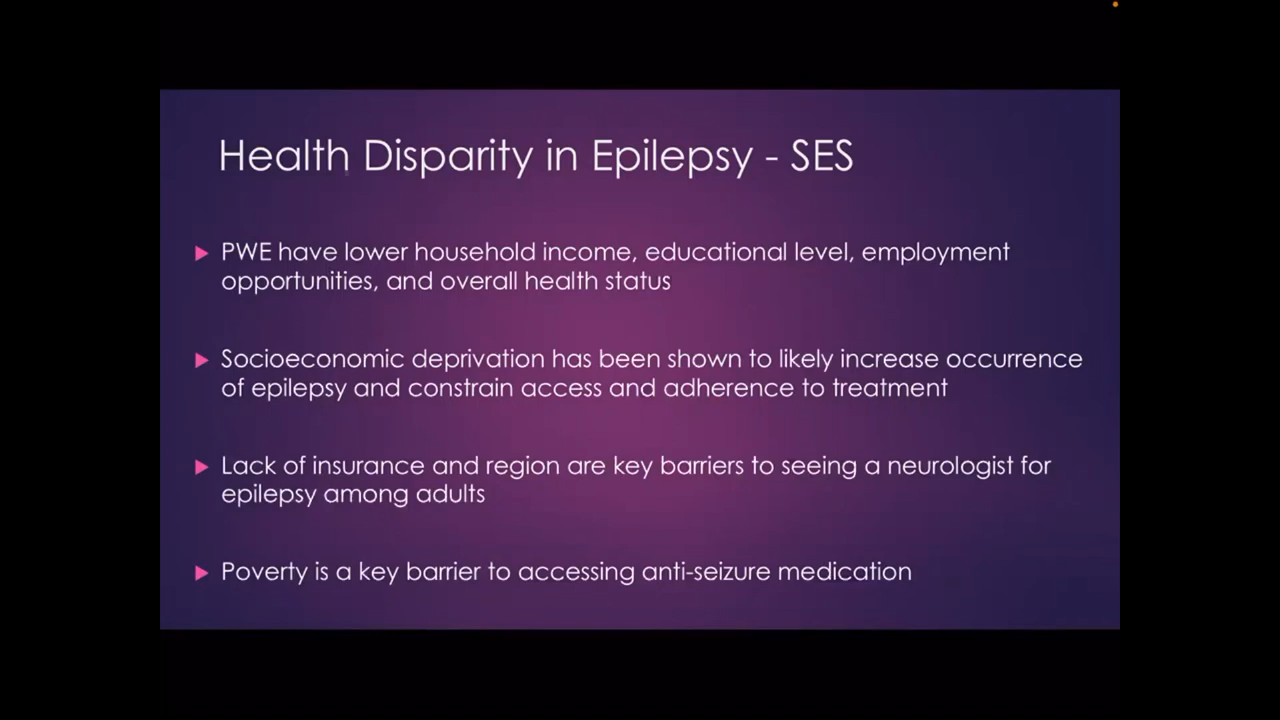 Health Disparity in Epilepsy - SES
PWE have lower household income, educational level, employment
opportunities, and overall health status
Socioeconomic deprivation has been shown to likely increase occurrence
of epilepsy and constrain access and adherence to treatment
Lack of insurance and region are key barriers to seeing a neurologist for
epilepsy among adults
Poverty is a key barrier to accessing anti-seizure medication